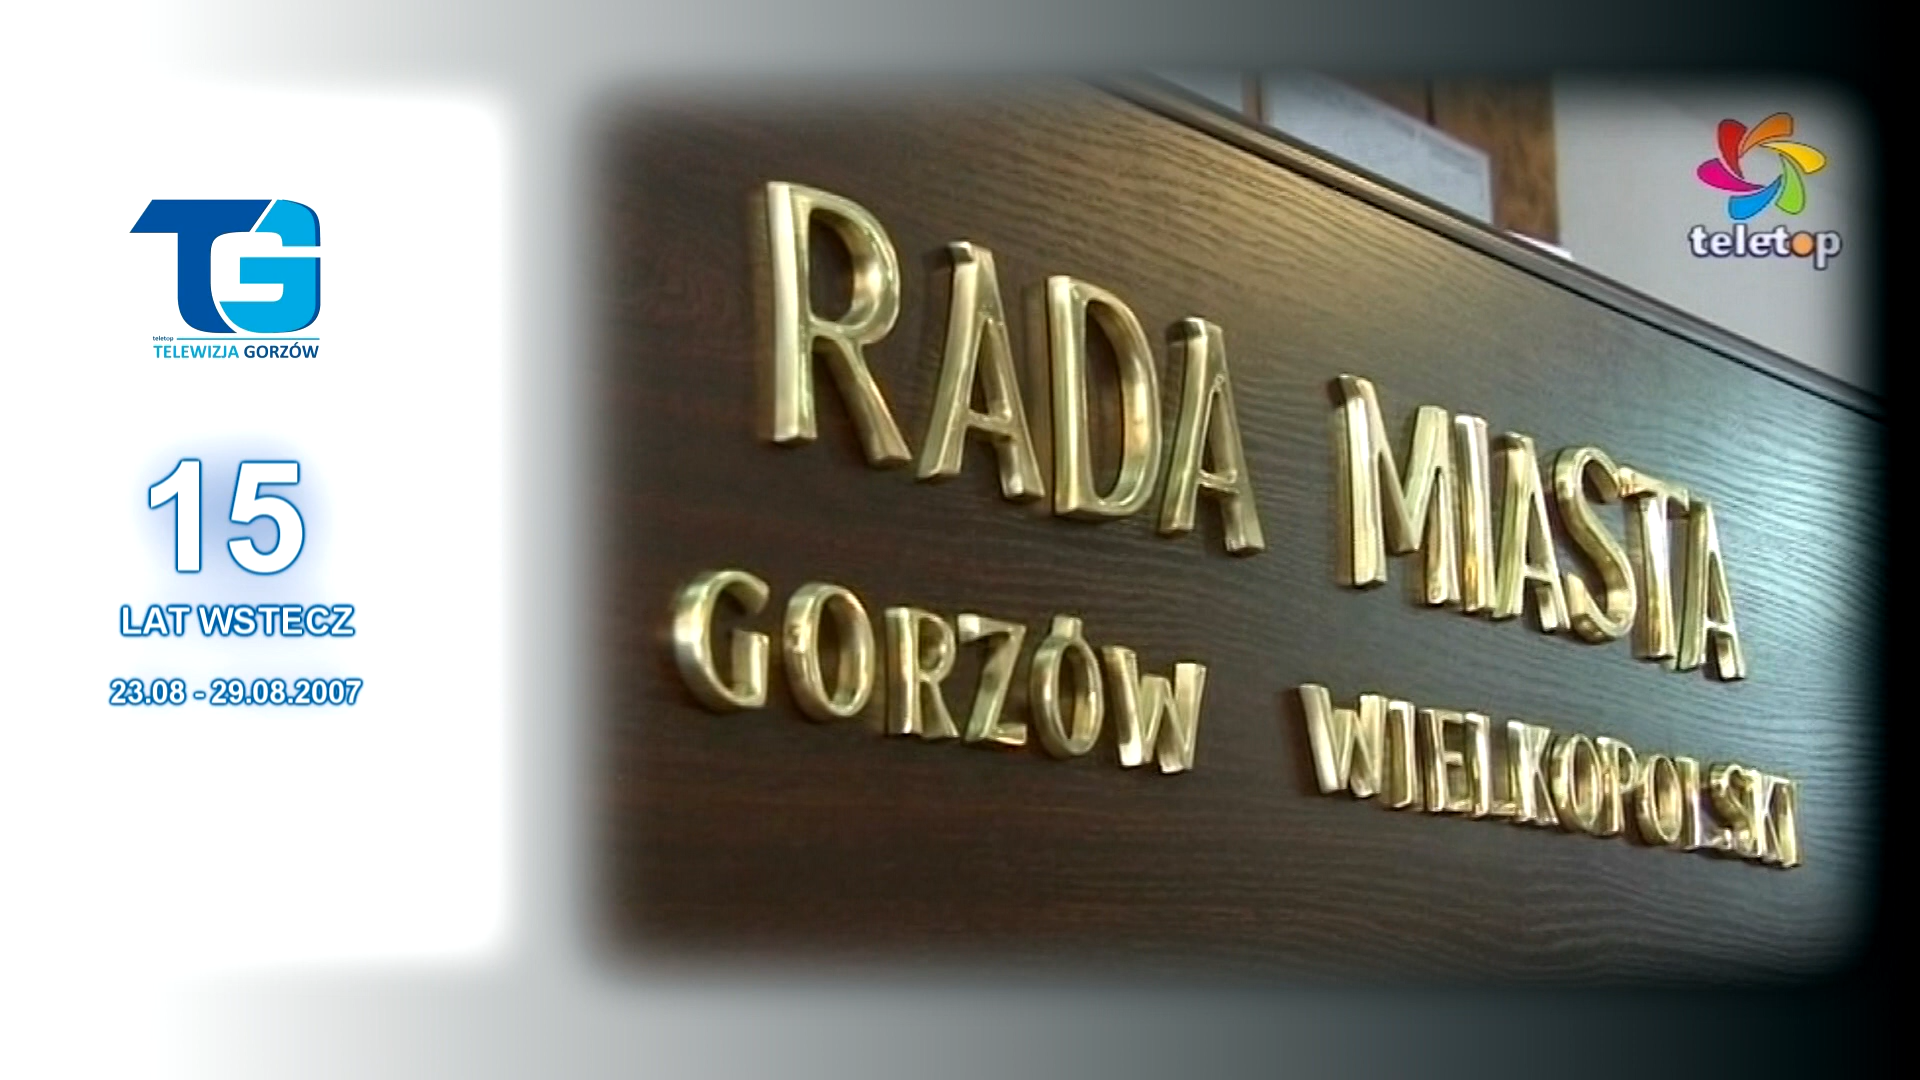 TG
teletop
TELEWIZJA GORZÓW
15
LAT WSTECZ
23.08 - 29.08.2007
RADA MIASTA
GORZÓW WIELKOPOLSKI
teletop